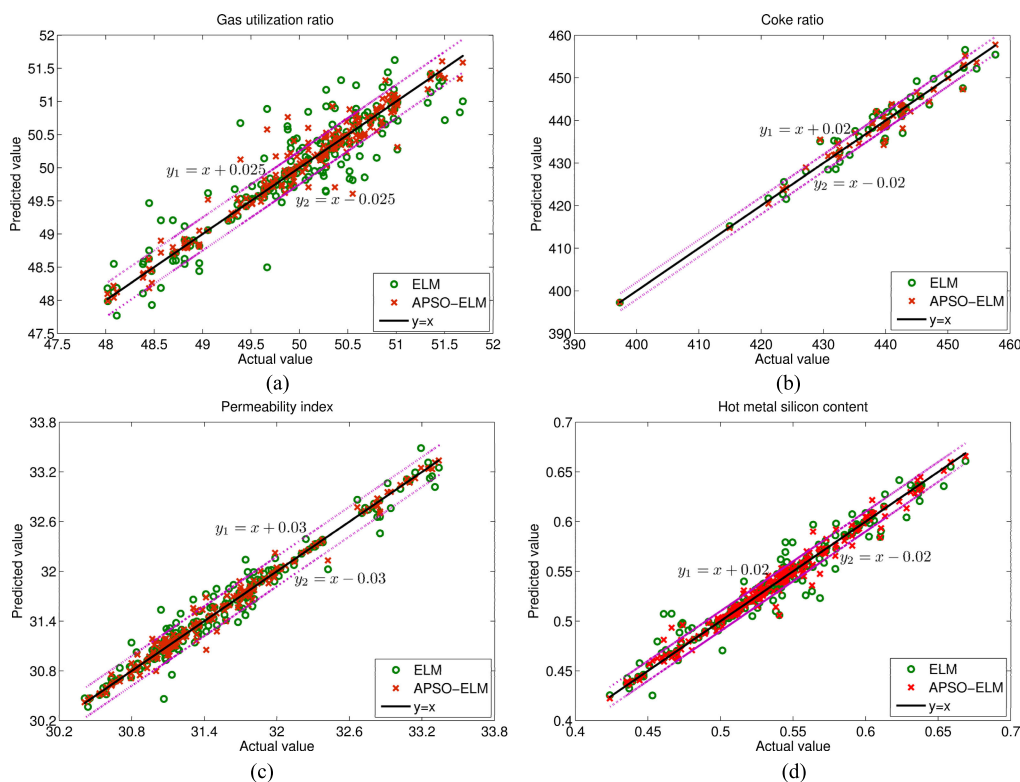 Gas utilization ratio
52
51.5
51
50.5
50
49.5
49
48.5
48
47.5
47.5
48
48.5
49
49.5
50
50.5
51
51.5
52
Predicted value
Actual value
y₁ = x + 0.025
y₂ = x − 0.025
ELM
APSO−ELM
y=x
(a)
Coke ratio
460
450
440
430
420
410
400
390
390
400
410
420
430
440
450
460
Predicted value
Actual value
y₁ = x + 0.02
y₂ = x − 0.02
ELM
APSO−ELM
y=x
(b)
Permeability index
33.8
33.2
32.6
32
31.4
30.8
30.2
30.2
30.8
31.4
32
32.6
33.2
33.8
Predicted value
Actual value
y₁ = x + 0.03
y₂ = x − 0.03
ELM
APSO−ELM
y=x
(c)
Hot metal silicon content
0.7
0.65
0.6
0.55
0.5
0.45
0.4
0.4
0.45
0.5
0.55
0.6
0.65
0.7
Predicted value
Actual value
y₁ = x + 0.02
y₂ = x − 0.02
ELM
APSO−ELM
y=x
(d)